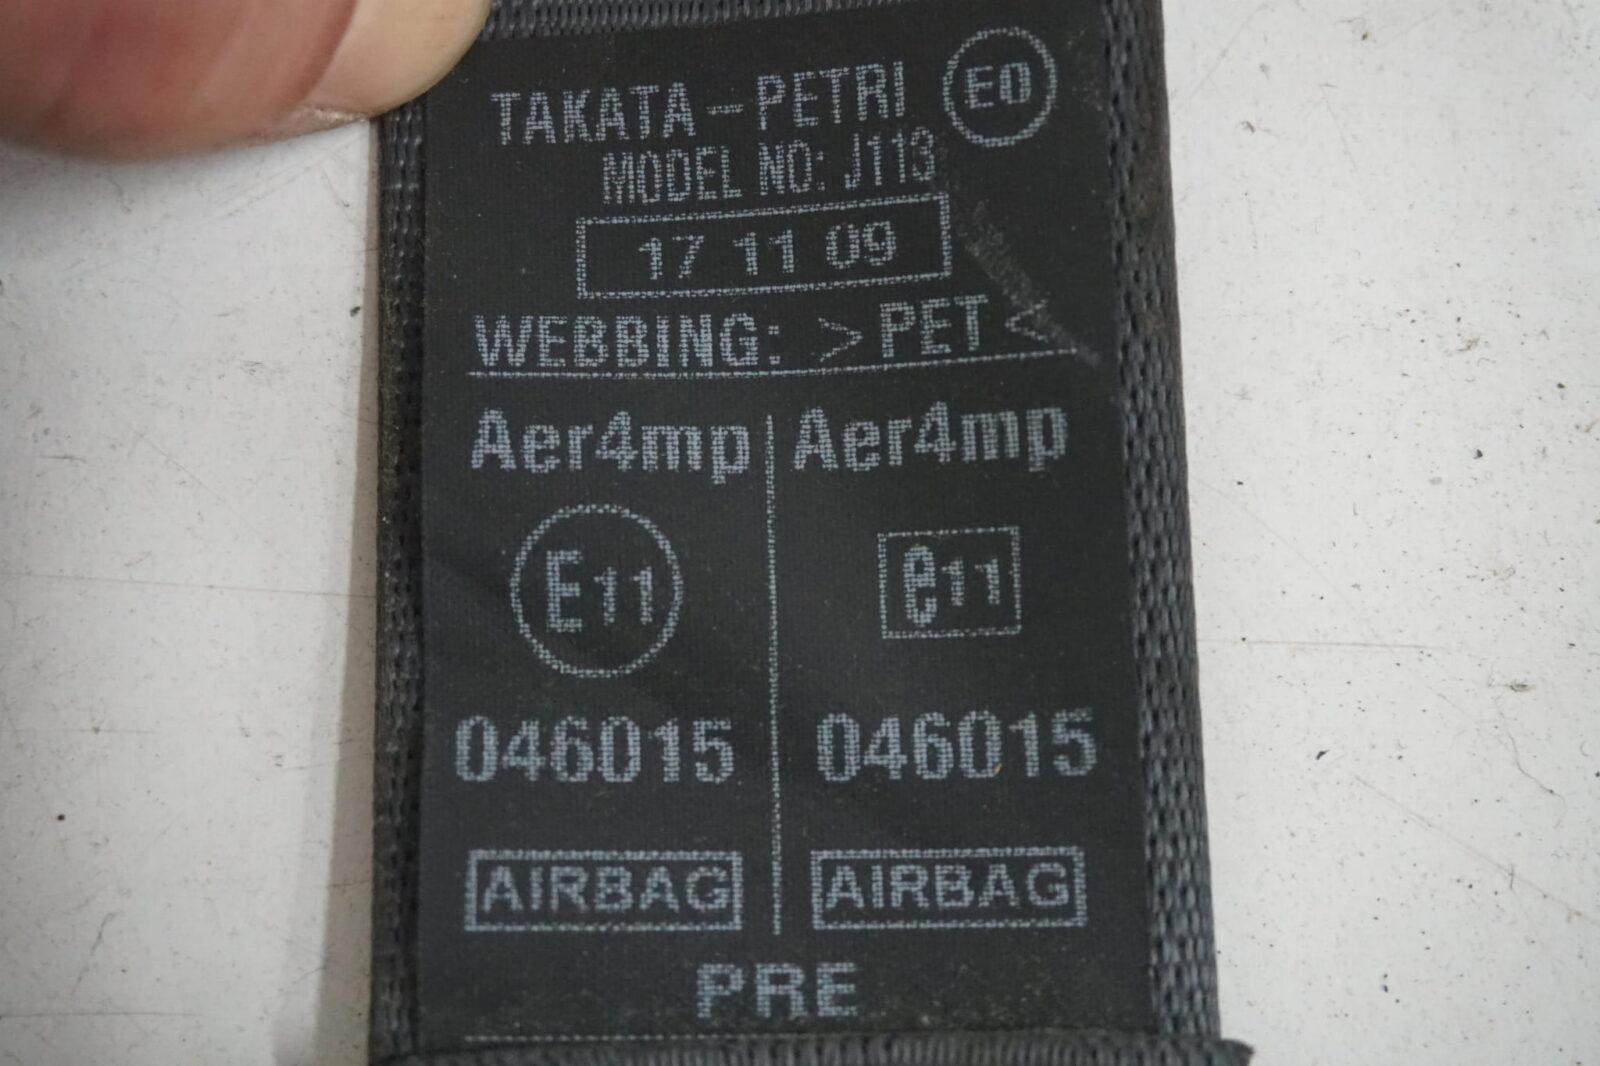 TAKATA-PETRI E0
MODEL NO: J113
17 11 09
WEBBING: >PET<
Aer4mp Aer4mp
E11 e11
046015 046015
AIRBAG AIRBAG
PRE